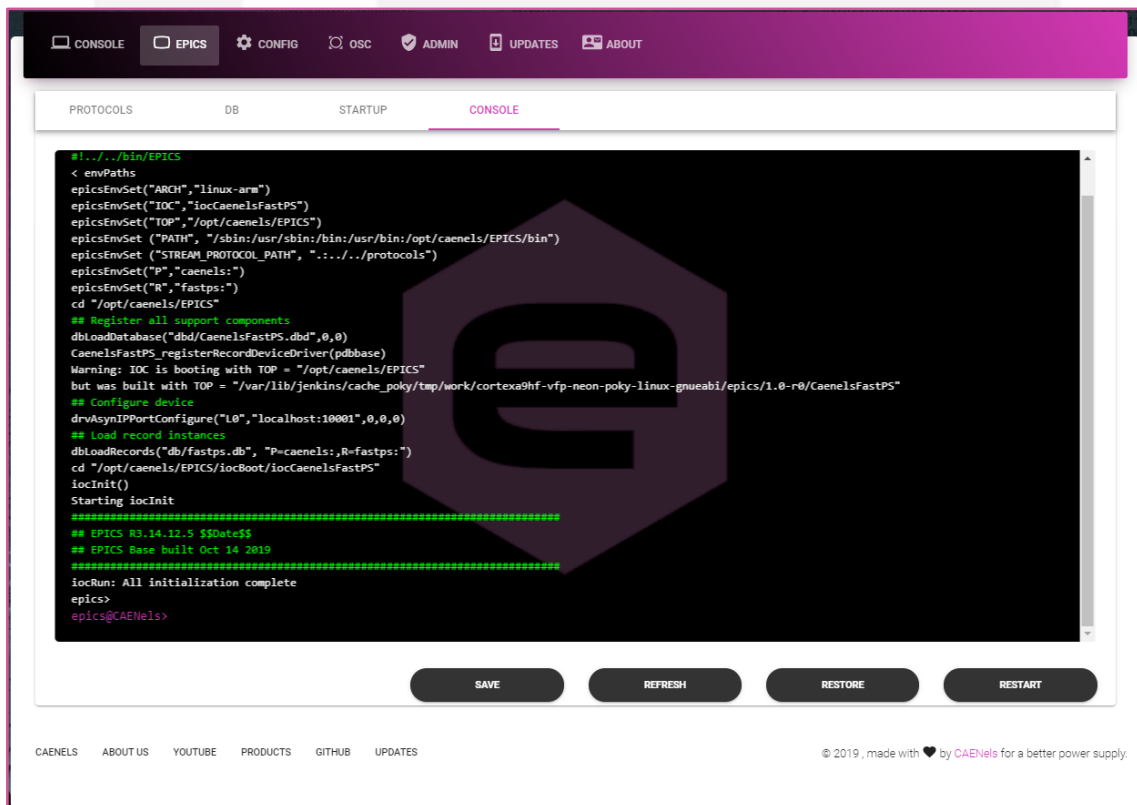 CONSOLE EPICS CONFIG OSC ADMIN UPDATES ABOUT
PROTOCOLS DB STARTUP CONSOLE
#!../../bin/EPICS
< envPaths
epicsEnvSet("ARCH","linux-arm")
epicsEnvSet("IOC","iocCaenelsFastPS")
epicsEnvSet("TOP","/opt/caenels/EPICS")
epicsEnvSet ("PATH", "/sbin:/usr/sbin:/bin:/usr/bin:/opt/caenels/EPICS/bin")
epicsEnvSet ("STREAM_PROTOCOL_PATH", ".:../../protocols")
epicsEnvSet("P","caenels:")
epicsEnvSet("R","fastps:")
cd "/opt/caenels/EPICS"
## Register all support components
dbLoadDatabase("dbd/CaenelsFastPS.dbd",0,0)
CaenelsFastPS_registerRecordDeviceDriver(pdbbase)
Warning: IOC is booting with TOP = "/opt/caenels/EPICS"
but was built with TOP = "/var/lib/jenkins/cache_poky/tmp/work/cortexa9hf-vfp-neon-poky-linux-gnueabi/epics/1.0-r0/CaenelsFastPS"
## Configure device
drvAsynIPPortConfigure("L0","localhost:10001",0,0,0)
## Load record instances
dbLoadRecords("db/fastps.db", "P=caenels:,R=fastps:")
cd "/opt/caenels/EPICS/iocBoot/iocCaenelsFastPS"
iocInit()
Starting iocInit
############################################################################
## EPICS R3.14.12.5 $$Date$$
## EPICS Base built Oct 14 2019
############################################################################
iocRun: All initialization complete
epics>
epics@CAENels>
SAVE REFRESH RESTORE RESTART
CAENELS ABOUT US YOUTUBE PRODUCTS GITHUB UPDATES
© 2019 , made with ♥ by CAENels for a better power supply.